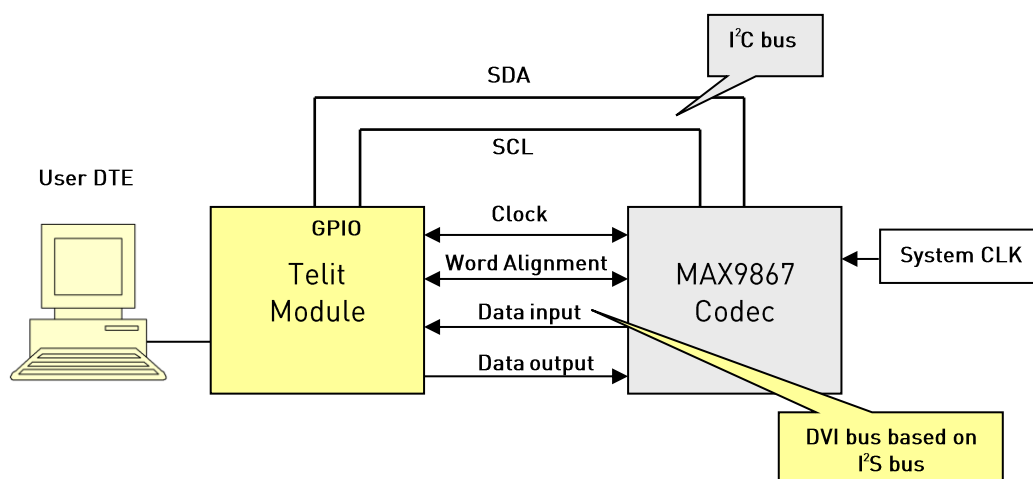 I²C bus
SDA
SCL
User DTE
GPIO
Clock
Telit
Module
Word Alignment
MAX9867
Codec
System CLK
Data input
Data output
DVI bus based on
I²S bus